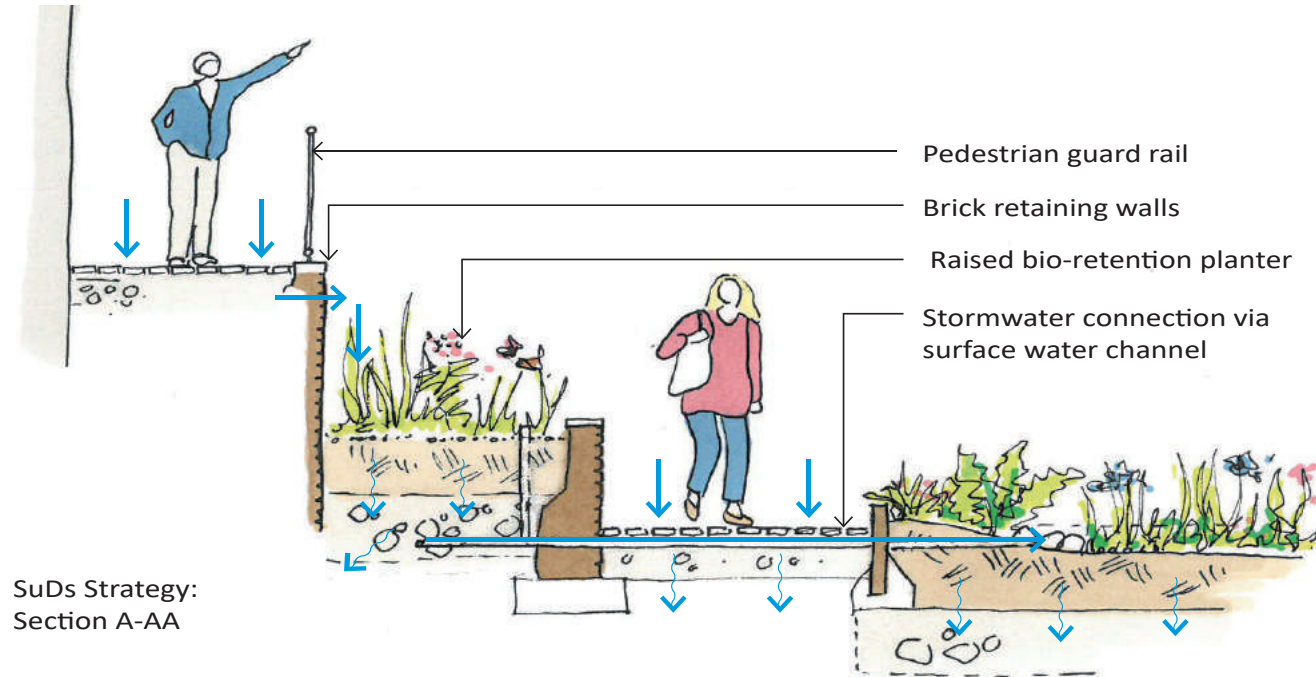 Pedestrian guard rail
Brick retaining walls
Raised bio-retention planter
Stormwater connection via
surface water channel
SuDs Strategy:
Section A-AA